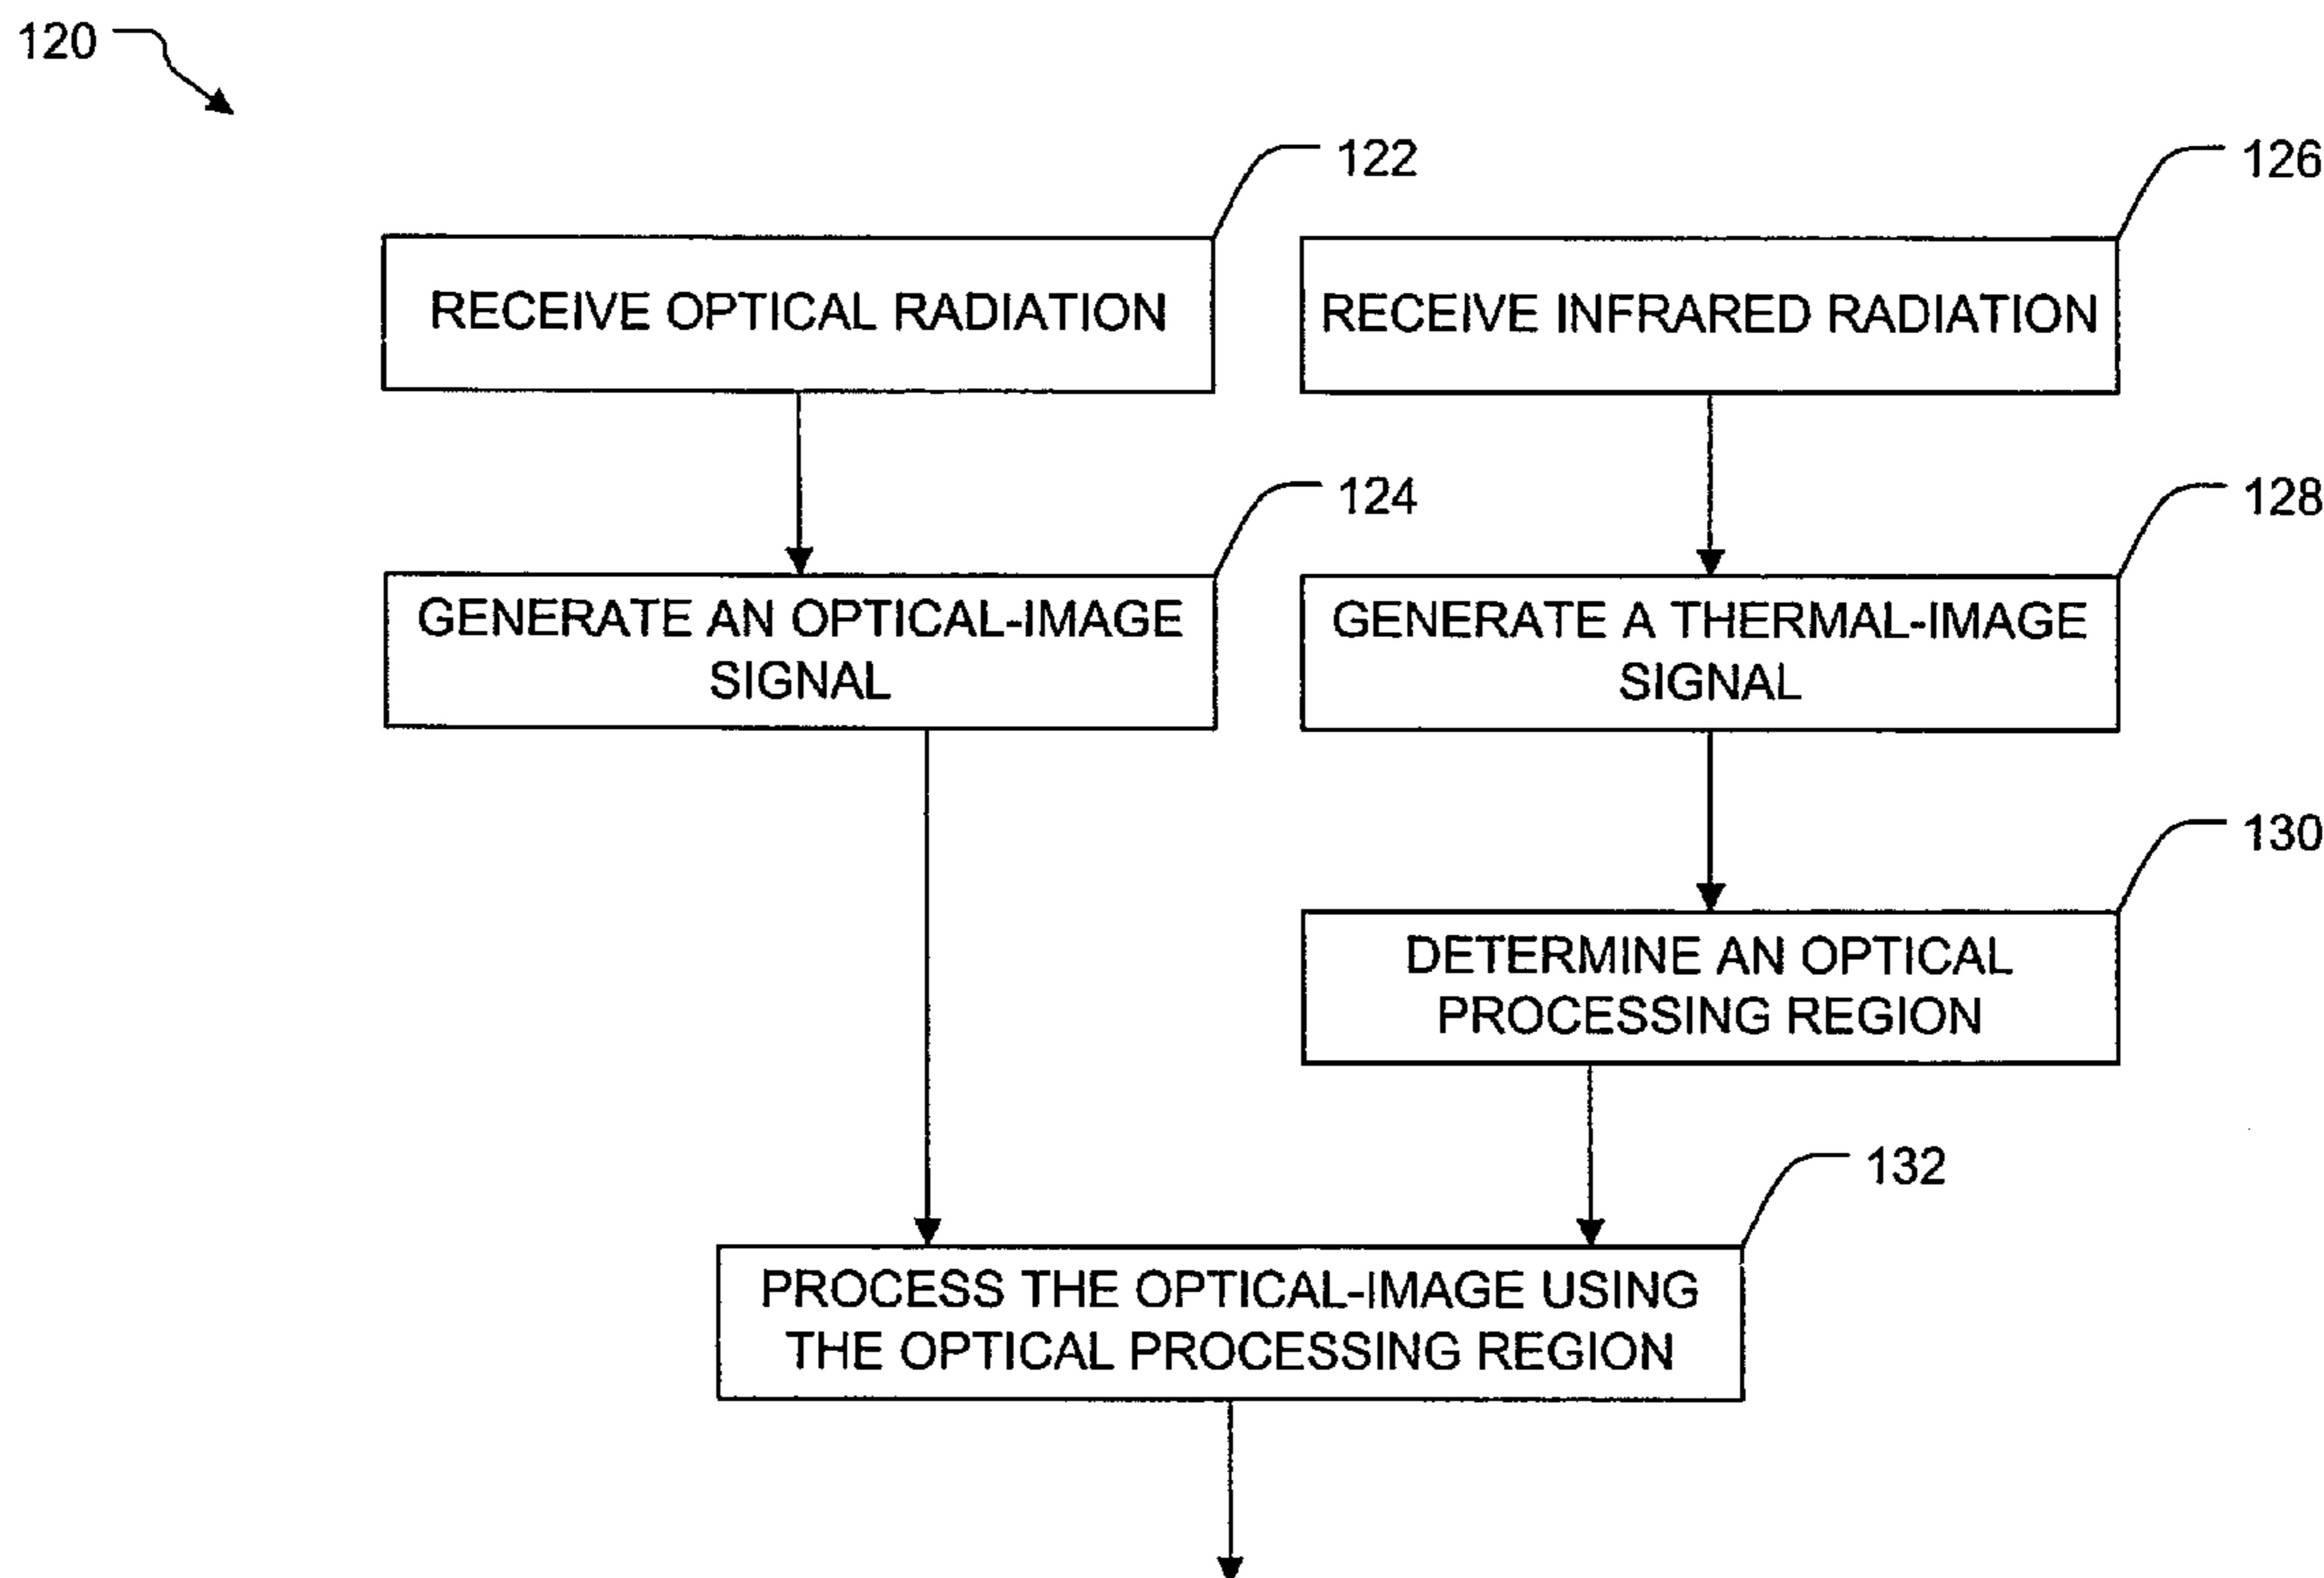 120
122
126
RECEIVE OPTICAL RADIATION
RECEIVE INFRARED RADIATION
124
128
GENERATE AN OPTICAL-IMAGE
SIGNAL
GENERATE A THERMAL-IMAGE
SIGNAL
130
DETERMINE AN OPTICAL
PROCESSING REGION
132
PROCESS THE OPTICAL-IMAGE USING
THE OPTICAL PROCESSING REGION